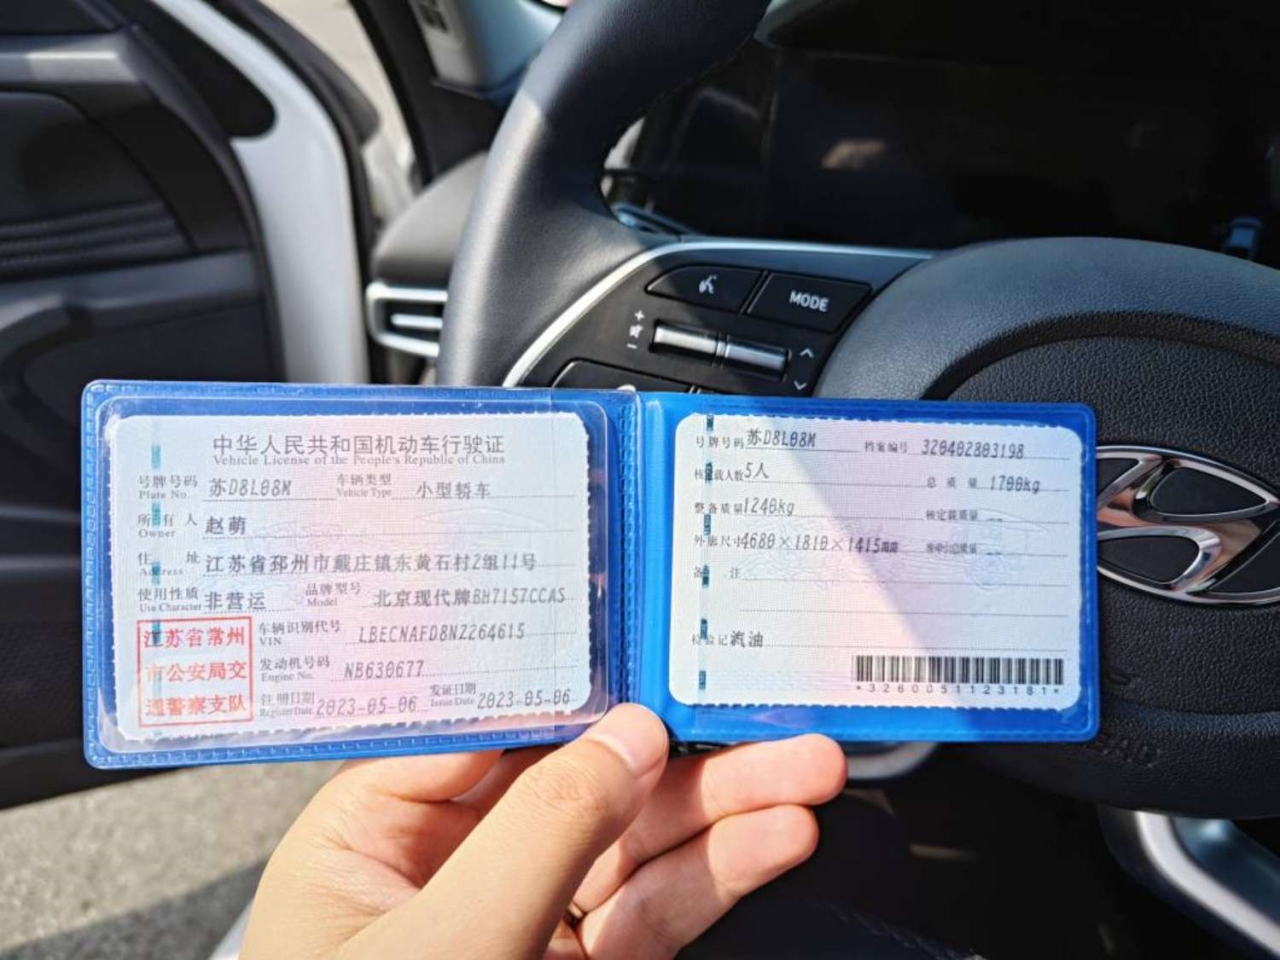 MODE
中华人民共和国机动车行驶证
Vehicle License of the People's Republic of China
号牌号码 苏D8L08M 车辆类型 小型轿车
Plate No. Vehicle Type
所有人 赵萌
Owner
住址 江苏省邳州市戴庄镇东黄石村2组11号
Address
使用性质 非营运 品牌型号 北京现代牌BH7157CCAS
Use Character Model
江苏省常州
市公安局交
通警察支队
车辆识别代号 LBECNAFD8NZ264615
VIN
发动机号码 NB630677
Engine No.
注册日期 2023-05-06 发证日期 2023-05-06
Register Date Issue Date
号牌号码 苏D8L08M 档案编号 320402803198
核定载人数 5人 总质量 1700kg
整备质量 1240kg 核定载质量 --
外廓尺寸 4680×1810×1415mm --
备注
检验记 汽油
*3260051123181*